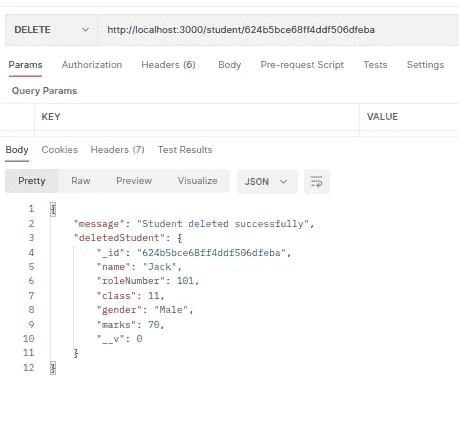 DELETE http://localhost:3000/student/624b5bce68ff4ddf506dfeba
Params Authorization Headers (6) Body Pre-request Script Tests Settings
Query Params
KEY VALUE
Body Cookies Headers (7) Test Results
Pretty Raw Preview Visualize JSON
1 {
2 "message": "Student deleted successfully",
3 "deletedStudent": {
4 "_id": "624b5bce68ff4ddf506dfeba",
5 "name": "Jack",
6 "roleNumber": 101,
7 "class": 11,
8 "gender": "Male",
9 "marks": 70,
10 "__v": 0
11 }
12 }